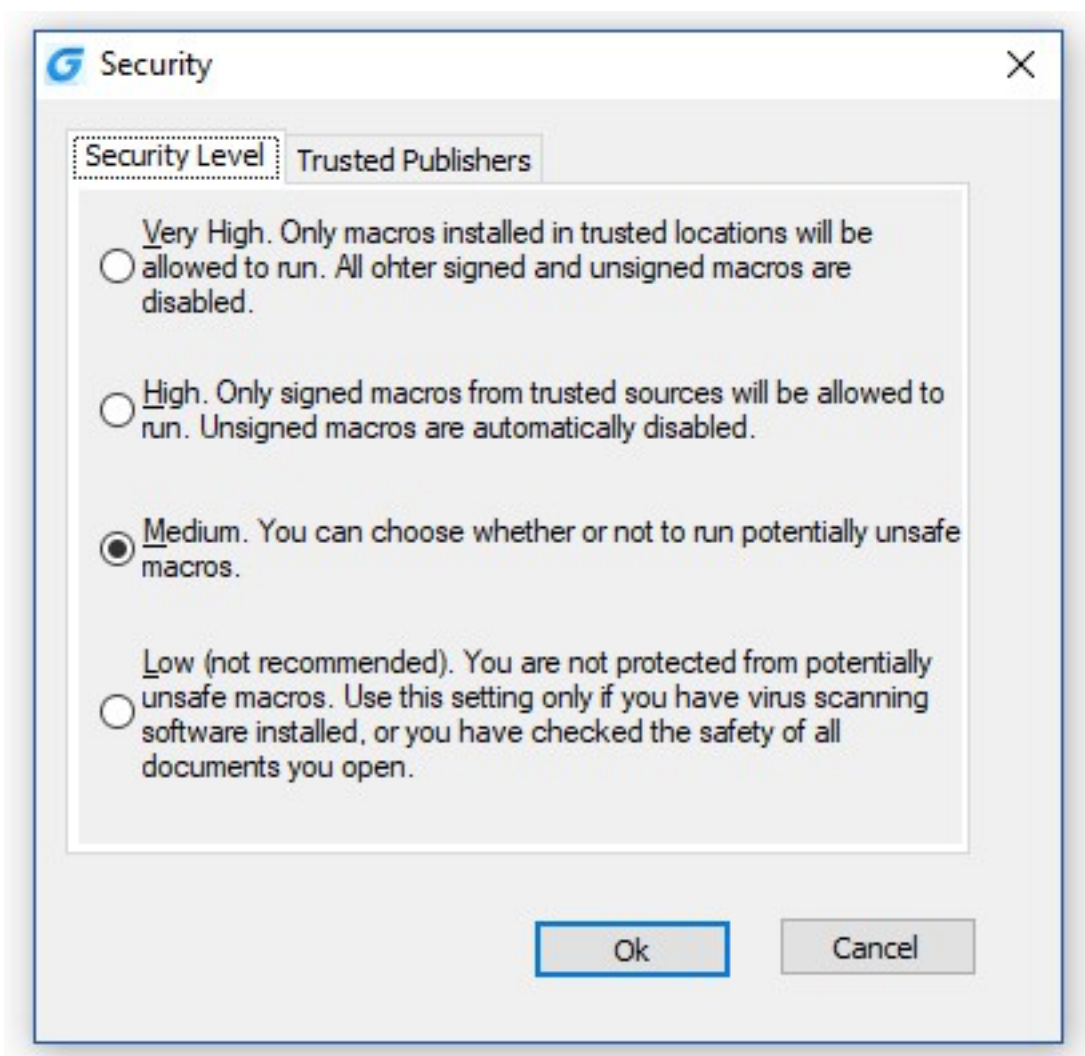 Security
Security Level
Trusted Publishers
Very High. Only macros installed in trusted locations will be
allowed to run. All ohter signed and unsigned macros are
disabled.
High. Only signed macros from trusted sources will be allowed to
run. Unsigned macros are automatically disabled.
Medium. You can choose whether or not to run potentially unsafe
macros.
Low (not recommended). You are not protected from potentially
unsafe macros. Use this setting only if you have virus scanning
software installed, or you have checked the safety of all
documents you open.
Ok
Cancel